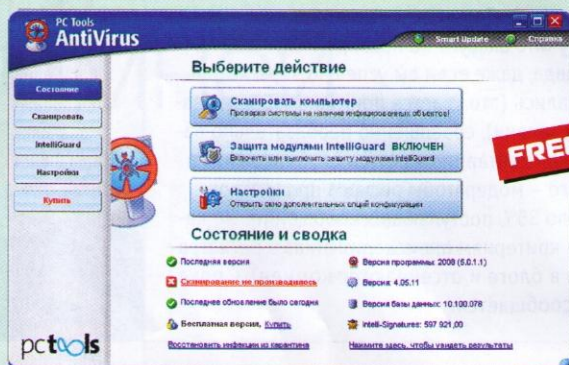 PC Tools
AntiVirus
Smart Update
Справка
Состояние
Сканировать
IntelliGuard
Настройки
Купить
Выберите действие
Сканировать компьютер
Проверка системы на наличие инфицированных объектов!
Защита модулями IntelliGuard ВКЛЮЧЕН
Включить или выключить защиту модулями IntelliGuard
Настройки
Открыть окно дополнительных опций конфигурации
FREE
Состояние и сводка
Последняя версия
Сканирование не производилось
Последнее обновление было сегодня
Бесплатная версия, Купить
Восстановить инфекции из карантина
Версия программы: 2008 (5.0.1.1)
Версия: 4.05.11
Версия базы данных: 10.100.078
Intelli-Signatures: 597 921,00
Нажмите здесь, чтобы увидеть результаты
pctools